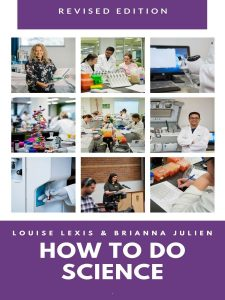 REVISED EDITION
LOUISE LEXIS & BRIANNA JULIEN
HOW TO DO
SCIENCE